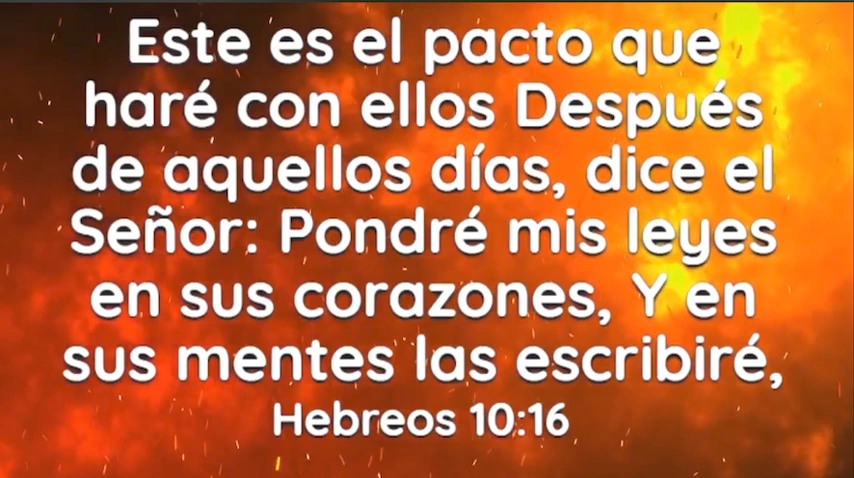 Este es el pacto que
haré con ellos Después
de aquellos días, dice el
Señor: Pondré mis leyes
en sus corazones, Y en
sus mentes las escribiré,
Hebreos 10:16